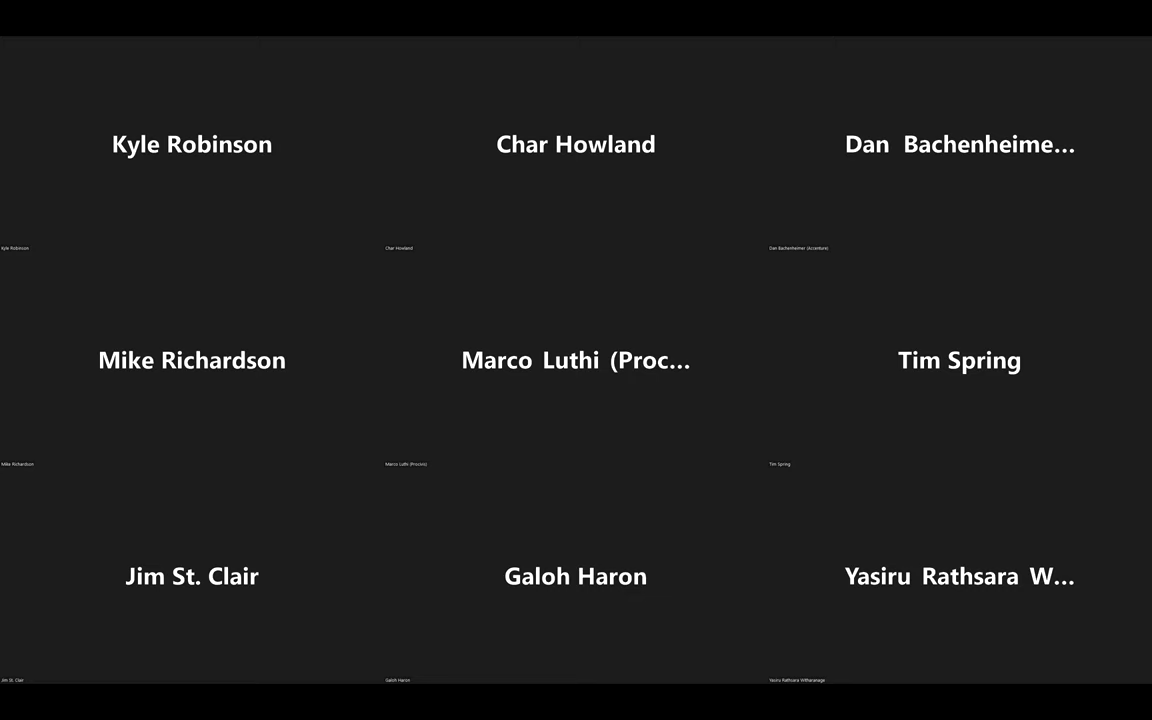 Kyle Robinson
Char Howland
Dan Bachenheime...
Kyle Robinson
Char Howland
Dan Bachenheimer (Accenture)
Mike Richardson
Marco Luthi (Proc...
Tim Spring
Mike Richardson
Marco Luthi (Procivis)
Tim Spring
Jim St. Clair
Galoh Haron
Yasiru Rathsara W...
Jim St. Clair
Galoh Haron
Yasiru Rathsara Witharanage